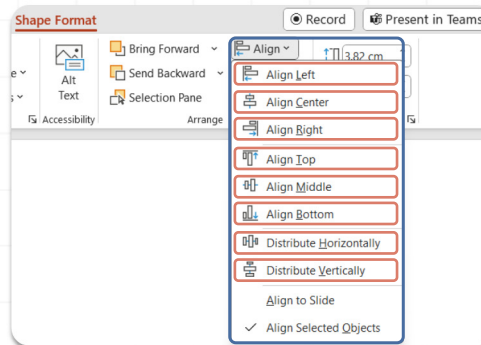 Shape Format
Record
Present in Teams
Bring Forward
Align
3.82 cm
Alt
Text
Send Backward
Selection Pane
Accessibility
Arrange
Align Left
Align Center
Align Right
Align Top
Align Middle
Align Bottom
Distribute Horizontally
Distribute Vertically
Align to Slide
Align Selected Objects